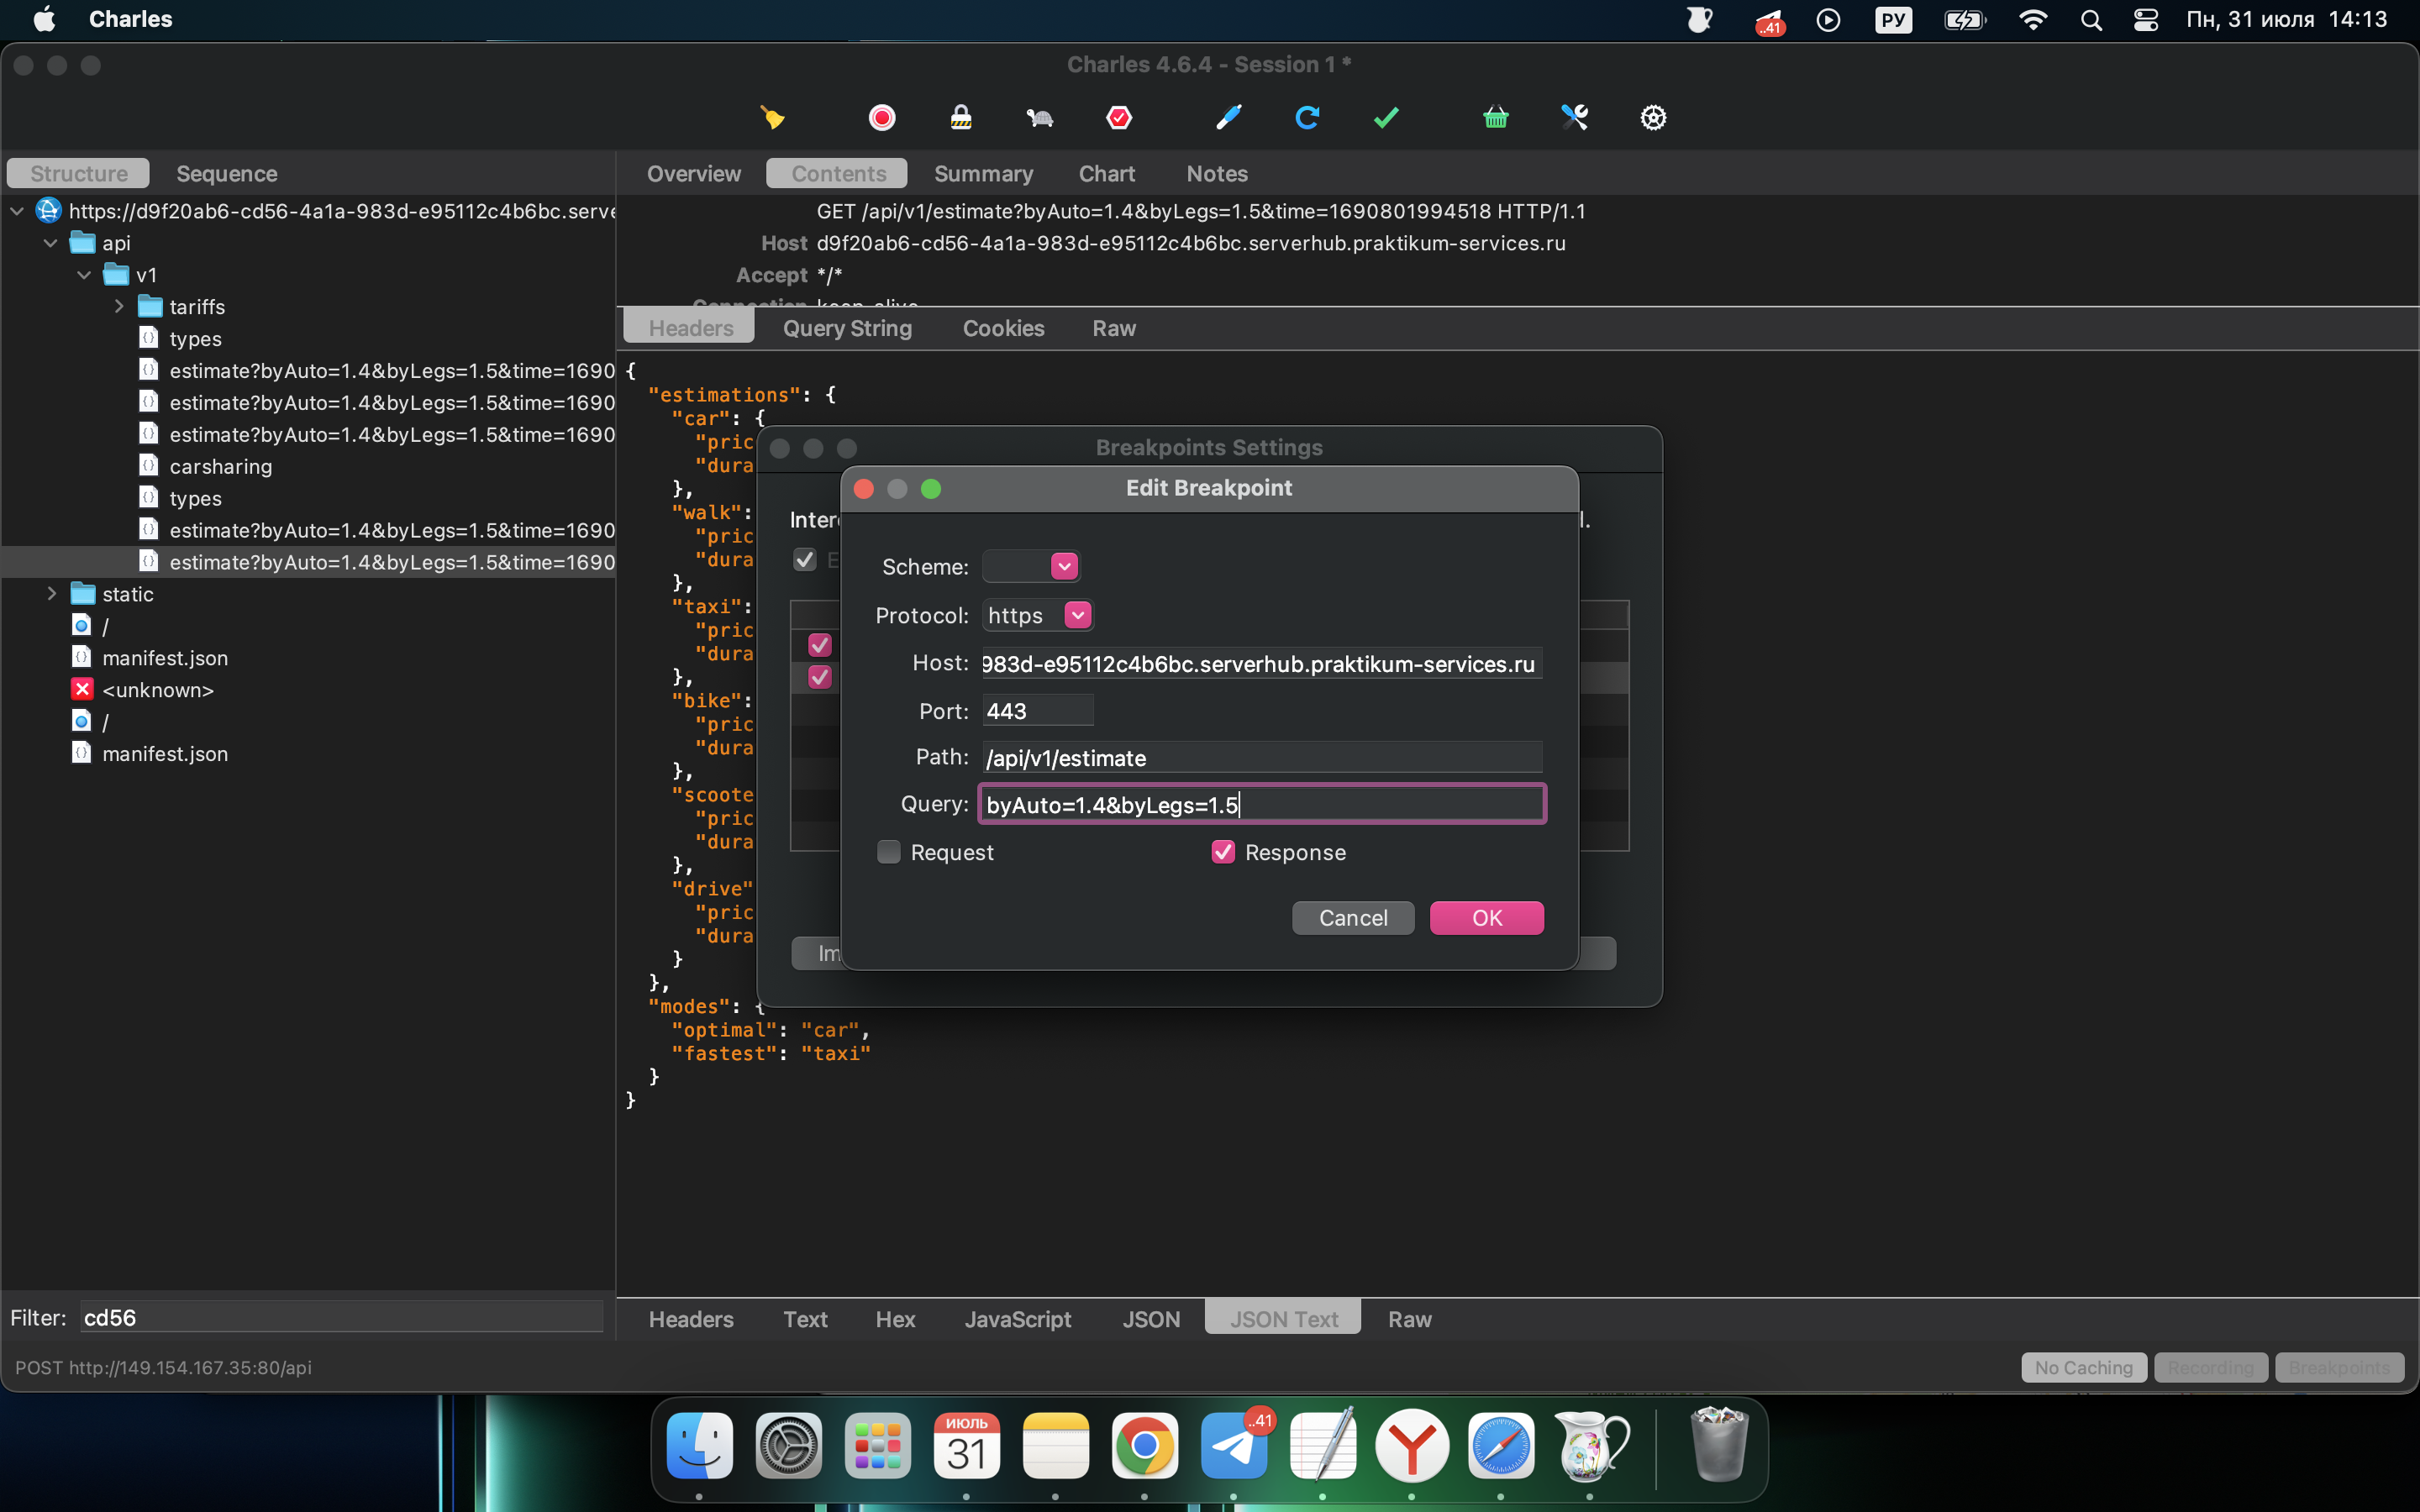 Charles
..41
РУ
Пн, 31 июля 14:13
Charles 4.6.4 - Session 1 *
Structure
Sequence
Overview
Contents
Summary
Chart
Notes
https://d9f20ab6-cd56-4a1a-983d-e95112c4b6bc.serve
api
v1
tariffs
types
estimate?byAuto=1.4&byLegs=1.5&time=1690
estimate?byAuto=1.4&byLegs=1.5&time=1690
estimate?byAuto=1.4&byLegs=1.5&time=1690
carsharing
types
estimate?byAuto=1.4&byLegs=1.5&time=1690
estimate?byAuto=1.4&byLegs=1.5&time=1690
static
/
manifest.json
<unknown>
/
manifest.json
GET /api/v1/estimate?byAuto=1.4&byLegs=1.5&time=1690801994518 HTTP/1.1
Host d9f20ab6-cd56-4a1a-983d-e95112c4b6bc.serverhub.praktikum-services.ru
Accept */*
Connection keep-alive
Headers
Query String
Cookies
Raw
{
"estimations": {
"car": {
"pric
"dura
},
"walk":
"pric
"dura
},
"taxi":
"pric
"dura
},
"bike":
"pric
"dura
},
"scoote
"pric
"dura
},
"drive"
"pric
"dura
}
},
"modes": {
"optimal": "car",
"fastest": "taxi"
}
}
Breakpoints Settings
Inter
l.
E
Im
Edit Breakpoint
Scheme:
Protocol: https
Host: 983d-e95112c4b6bc.serverhub.praktikum-services.ru
Port: 443
Path: /api/v1/estimate
Query: byAuto=1.4&byLegs=1.5
Request
Response
Cancel
OK
Filter: cd56
Headers
Text
Hex
JavaScript
JSON
JSON Text
Raw
POST http://149.154.167.35:80/api
No Caching
Recording
Breakpoints
ИЮЛЬ
31
..41